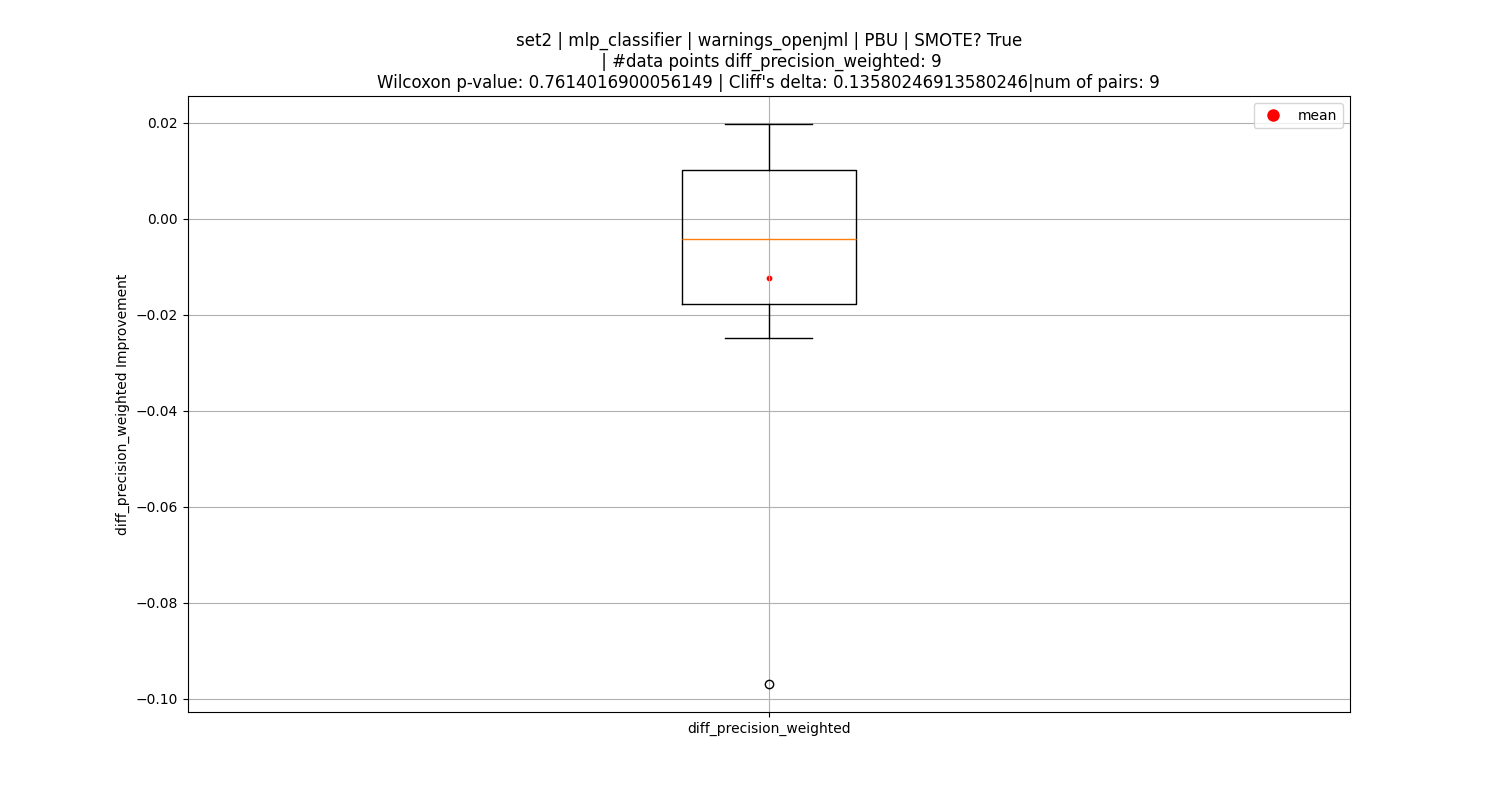 set2 | mlp_classifier | warnings_openjml | PBU | SMOTE? True
| #data points diff_precision_weighted: 9
Wilcoxon p-value: 0.7614016900056149 | Cliff's delta: 0.13580246913580246|num of pairs: 9
mean
0.02
0.00
−0.02
−0.04
−0.06
−0.08
−0.10
diff_precision_weighted Improvement
diff_precision_weighted